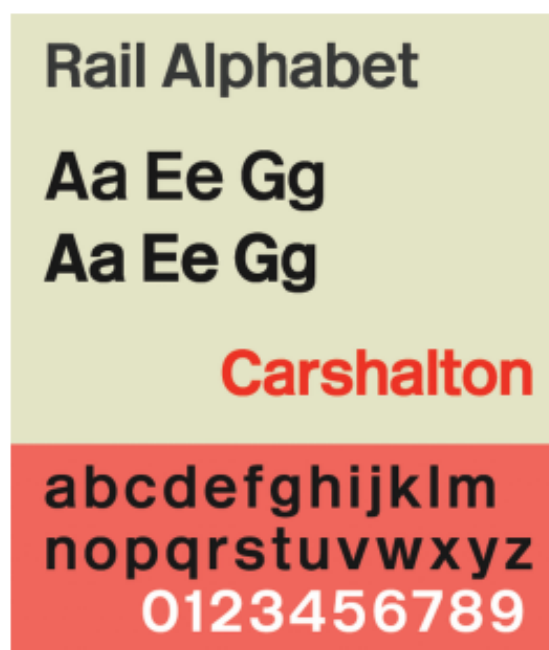 Rail Alphabet
Aa Ee Gg
Aa Ee Gg
Carshalton
abcdefghijklm
nopqrstuvwxyz
0123456789